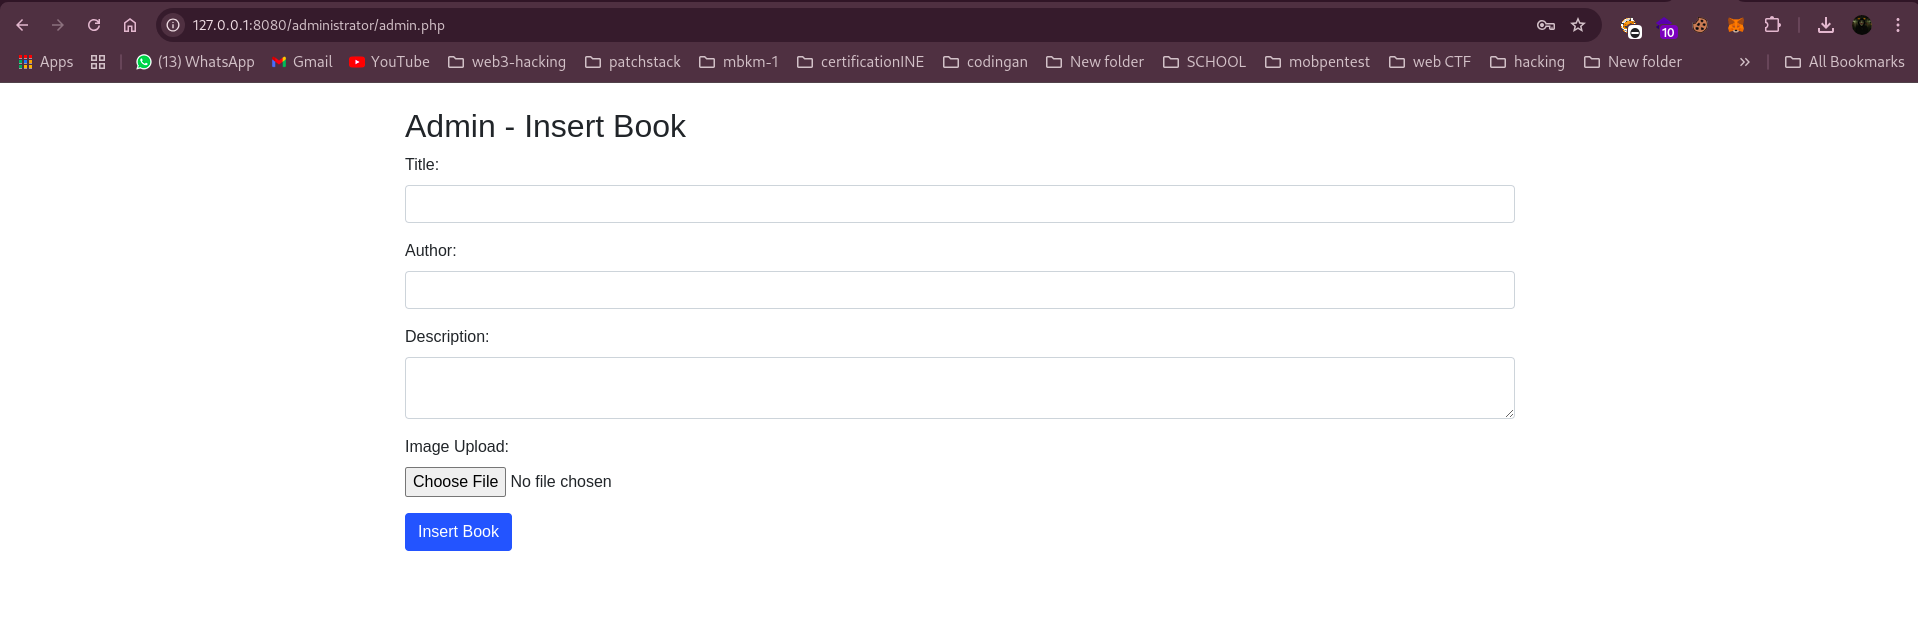 127.0.0.1:8080/administrator/admin.php
10
Apps (13) WhatsApp Gmail YouTube web3-hacking patchstack mbkm-1 certificationINE codingan New folder SCHOOL mobpentest web CTF hacking New folder » All Bookmarks
Admin - Insert Book
Title:
Author:
Description:
Image Upload:
Choose File No file chosen
Insert Book